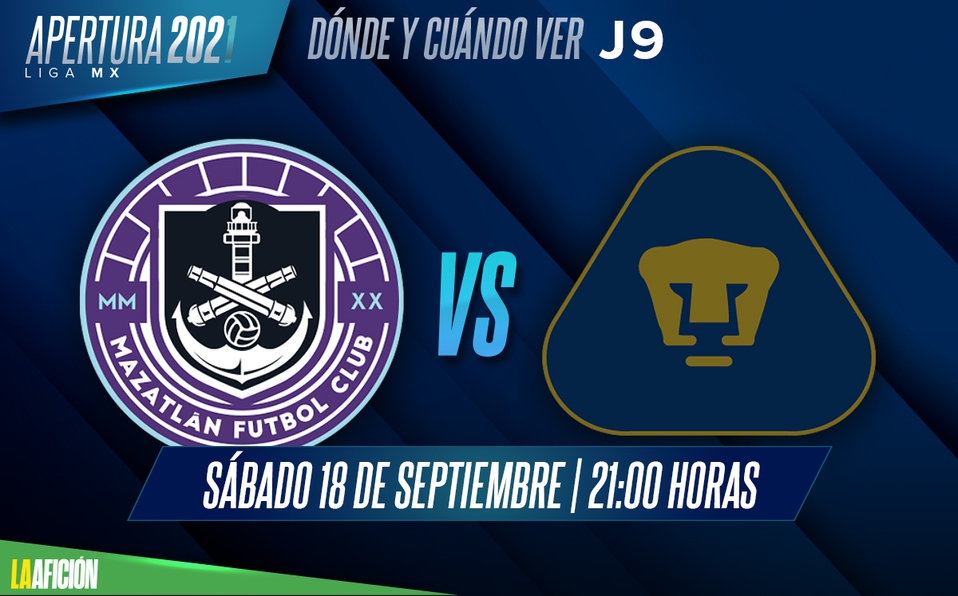 APERTURA 2021
LIGA MX
DÓNDE Y CUÁNDO VER J9
MM XX
MAZATLÁN FUTBOL CLUB
VS
SÁBADO 18 DE SEPTIEMBRE | 21:00 HORAS
LAAFICIÓN